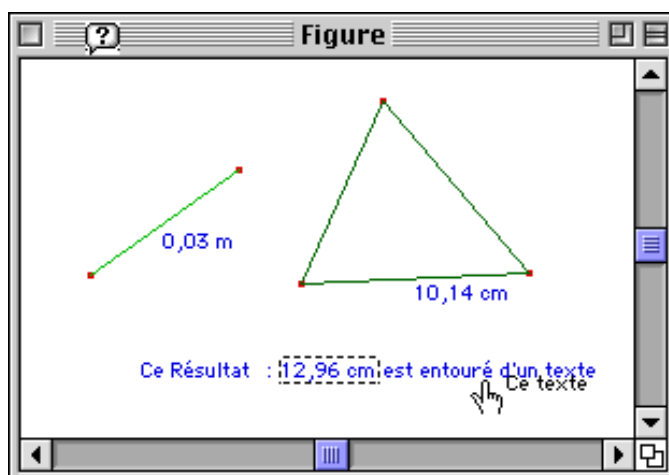 Figure
0,03 m
10,14 cm
Ce Résultat : 12,96 cm est entouré d'un texte
Ce texte